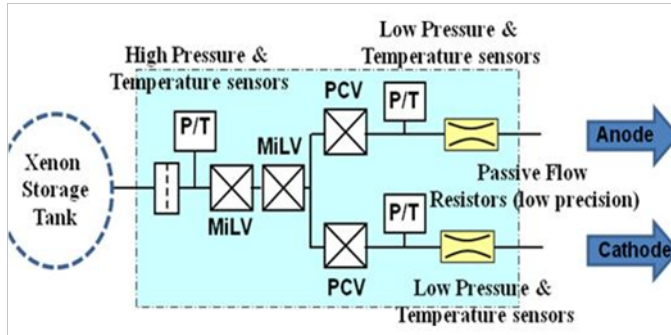 High Pressure &
Temperature sensors
Low Pressure &
Temperature sensors
PCV
P/T
P/T
Anode
Xenon
Storage
Tank
MiLV
MiLV
Passive Flow
Resistors (low precision)
P/T
Cathode
PCV
Low Pressure &
Temperature sensors